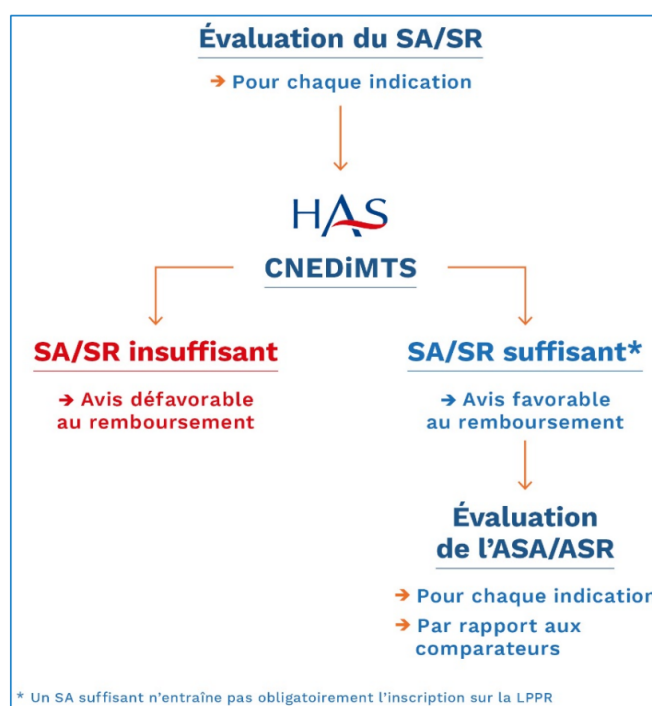 Évaluation du SA/SR
➔ Pour chaque indication
HAS
CNEDiMTS
SA/SR insuffisant
➔ Avis défavorable
au remboursement
SA/SR suffisant*
➔ Avis favorable
au remboursement
Évaluation
de l’ASA/ASR
➔ Pour chaque indication
➔ Par rapport aux
comparateurs
* Un SA suffisant n’entraîne pas obligatoirement l’inscription sur la LPPR